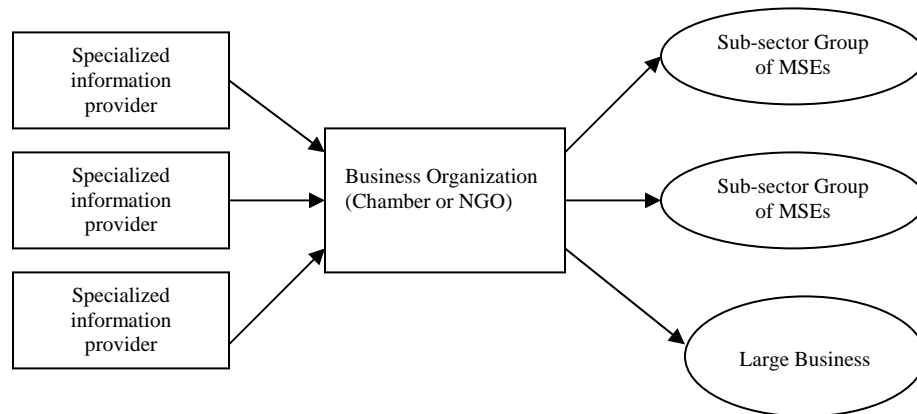 Specialized
information
provider
Specialized
information
provider
Specialized
information
provider
Business Organization
(Chamber or NGO)
Sub-sector Group
of MSEs
Sub-sector Group
of MSEs
Large Business